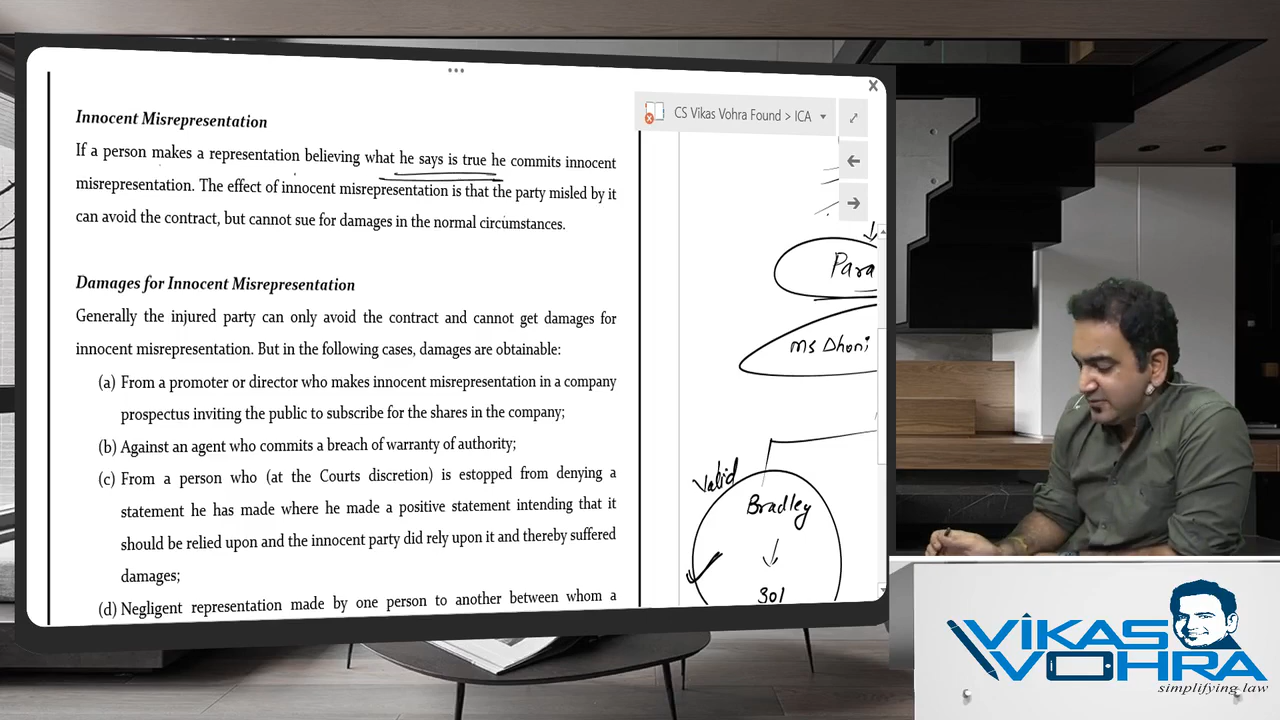 Innocent Misrepresentation
If a person makes a representation believing what he says is true he commits innocent
misrepresentation. The effect of innocent misrepresentation is that the party misled by it
can avoid the contract, but cannot sue for damages in the normal circumstances.
Damages for Innocent Misrepresentation
Generally the injured party can only avoid the contract and cannot get damages for
innocent misrepresentation. But in the following cases, damages are obtainable:
(a) From a promoter or director who makes innocent misrepresentation in a company
prospectus inviting the public to subscribe for the shares in the company;
(b) Against an agent who commits a breach of warranty of authority;
(c) From a person who (at the Courts discretion) is estopped from denying a
statement he has made where he made a positive statement intending that it
should be relied upon and the innocent party did rely upon it and thereby suffered
damages;
(d) Negligent representation made by one person to another between whom a
CS Vikas Vohra Found > ICA
Para
MS Dhoni
Valid
Bradley
301
VIKAS
VOHRA
simplifying law